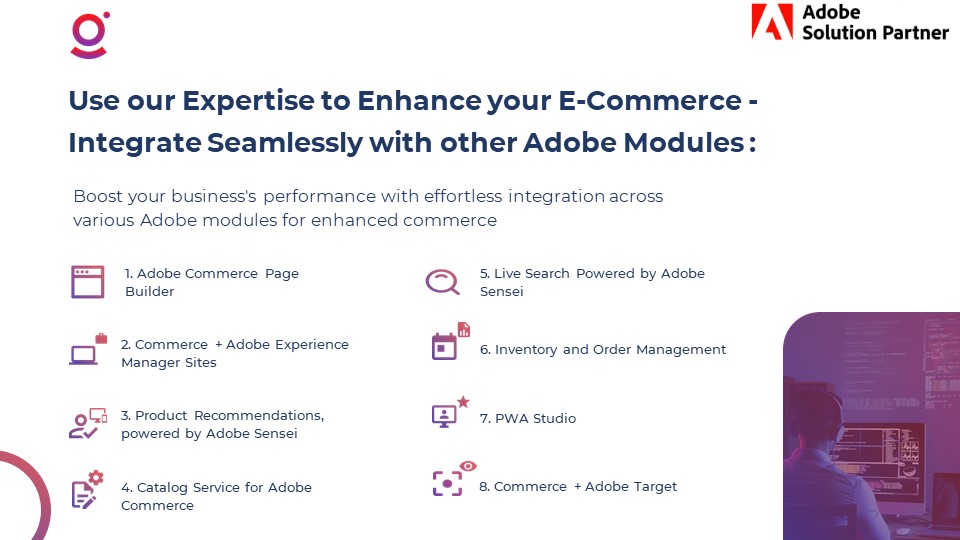 Adobe
Solution Partner
Use our Expertise to Enhance your E-Commerce -
Integrate Seamlessly with other Adobe Modules :
Boost your business's performance with effortless integration across
various Adobe modules for enhanced commerce
1. Adobe Commerce Page
Builder
2. Commerce + Adobe Experience
Manager Sites
3. Product Recommendations,
powered by Adobe Sensei
4. Catalog Service for Adobe
Commerce
5. Live Search Powered by Adobe
Sensei
6. Inventory and Order Management
7. PWA Studio
8. Commerce + Adobe Target